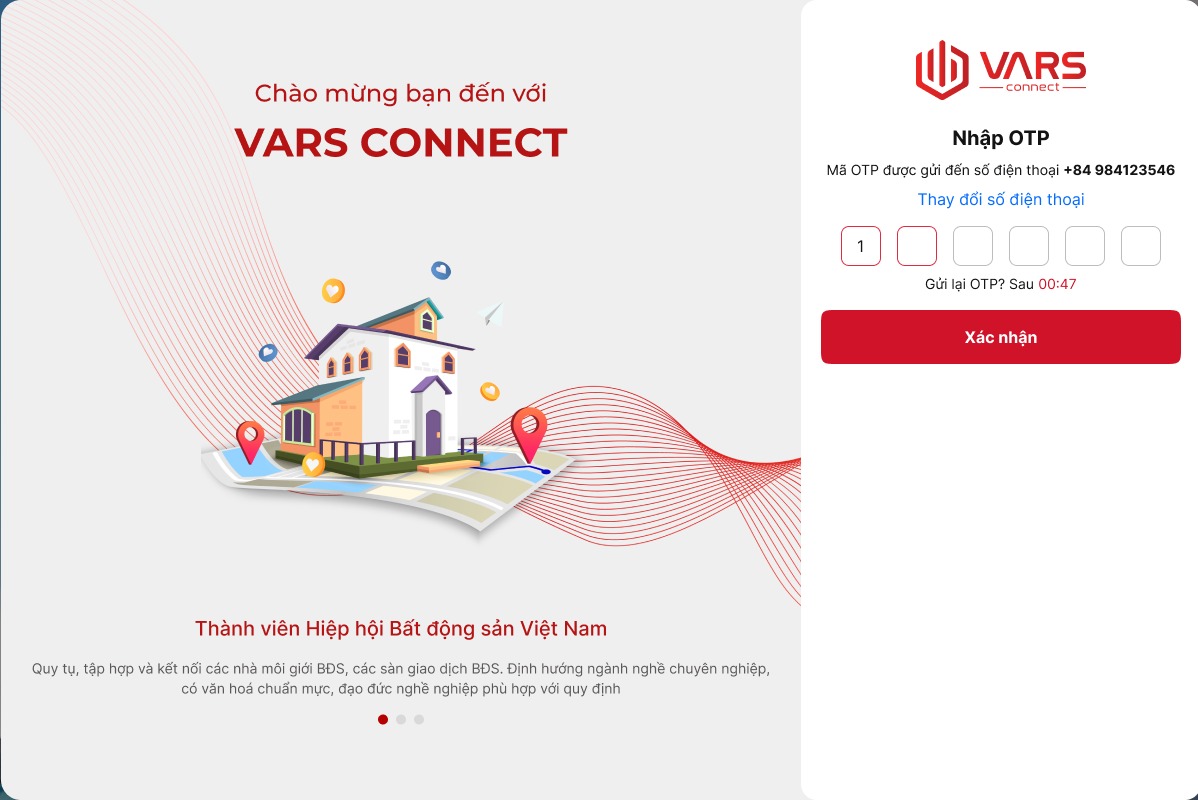 Chào mừng bạn đến với
VARS CONNECT
Thành viên Hiệp hội Bất động sản Việt Nam
Quy tụ, tập hợp và kết nối các nhà môi giới BĐS, các sàn giao dịch BĐS. Định hướng ngành nghề chuyên nghiệp,
có văn hoá chuẩn mực, đạo đức nghề nghiệp phù hợp với quy định
VARS
connect
Nhập OTP
Mã OTP được gửi đến số điện thoại +84 984123546
Thay đổi số điện thoại
1
Gửi lại OTP? Sau 00:47
Xác nhận